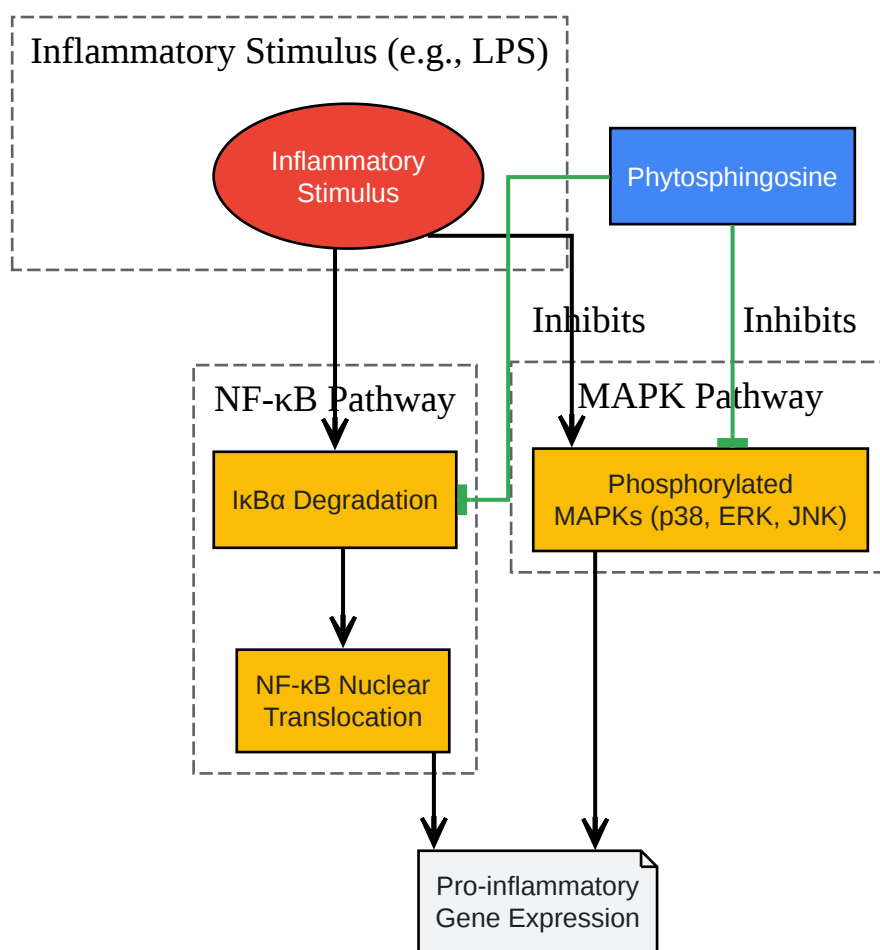 Inflammatory Stimulus (e.g., LPS)
Inflammatory
Stimulus
Phytosphingosine
Inhibits
Inhibits
NF-κB Pathway
MAPK Pathway
IκBα Degradation
Phosphorylated
MAPKs (p38, ERK, JNK)
NF-κB Nuclear
Translocation
Pro-inflammatory
Gene Expression